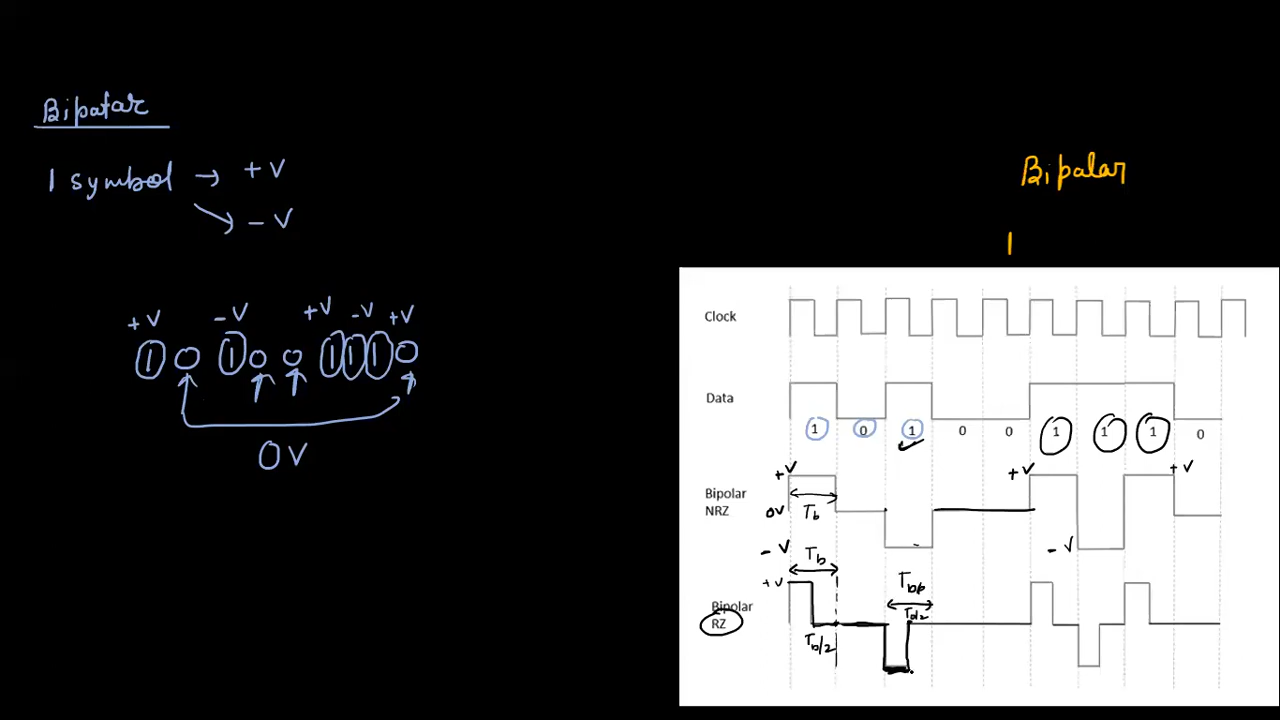 Bipolar
1 symbol → +V
→ -V
+V -V +V -V +V
1 0 1 0 0 1 1 1 0
0V
Bipolar
1
Clock
Data
1 0 1 0 0 1 1 1 0
+V +V +V
Bipolar NRZ
0V Tb
-V -V
Tb
+V
Bipolar
RZ
Tb/2
Tb/2